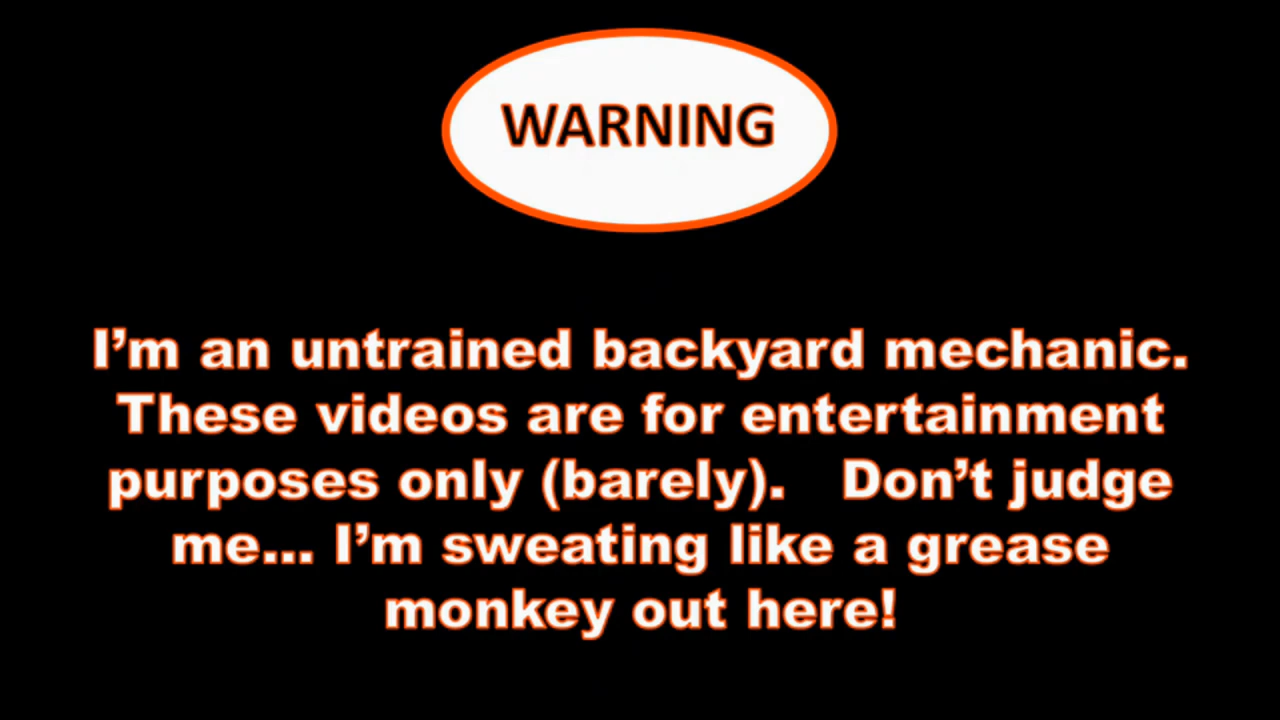 WARNING
I’m an untrained backyard mechanic.
These videos are for entertainment
purposes only (barely).   Don’t judge
me... I’m sweating like a grease
monkey out here!